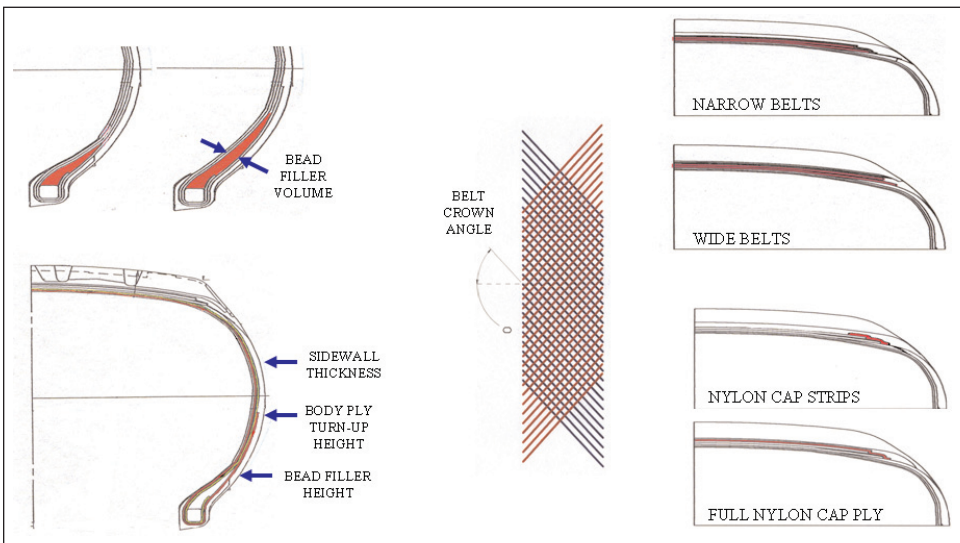 BEAD
FILLER
VOLUME
SIDEWALL
THICKNESS
BODY PLY
TURN-UP
HEIGHT
BEAD FILLER
HEIGHT
BELT
CROWN
ANGLE
NARROW BELTS
WIDE BELTS
NYLON CAP STRIPS
FULL NYLON CAP PLY